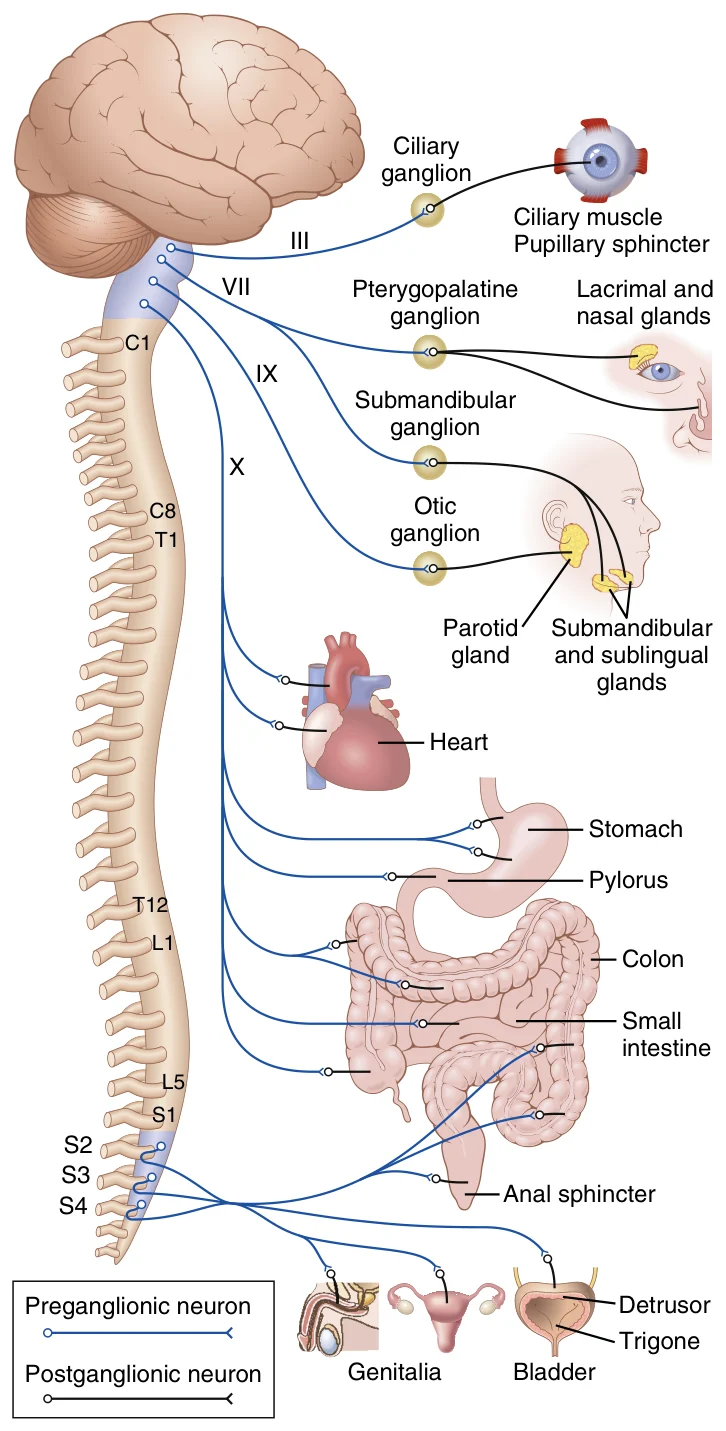 Ciliary
ganglion
III
Ciliary muscle
Pupillary sphincter
VII
Pterygopalatine
ganglion
Lacrimal and
nasal glands
C1
IX
Submandibular
ganglion
X
C8
T1
Otic
ganglion
Parotid
gland
Submandibular
and sublingual
glands
Heart
Stomach
Pylorus
T12
L1
Colon
Small
intestine
L5
S1
S2
S3
S4
Anal sphincter
Preganglionic neuron
Postganglionic neuron
Genitalia
Bladder
Detrusor
Trigone